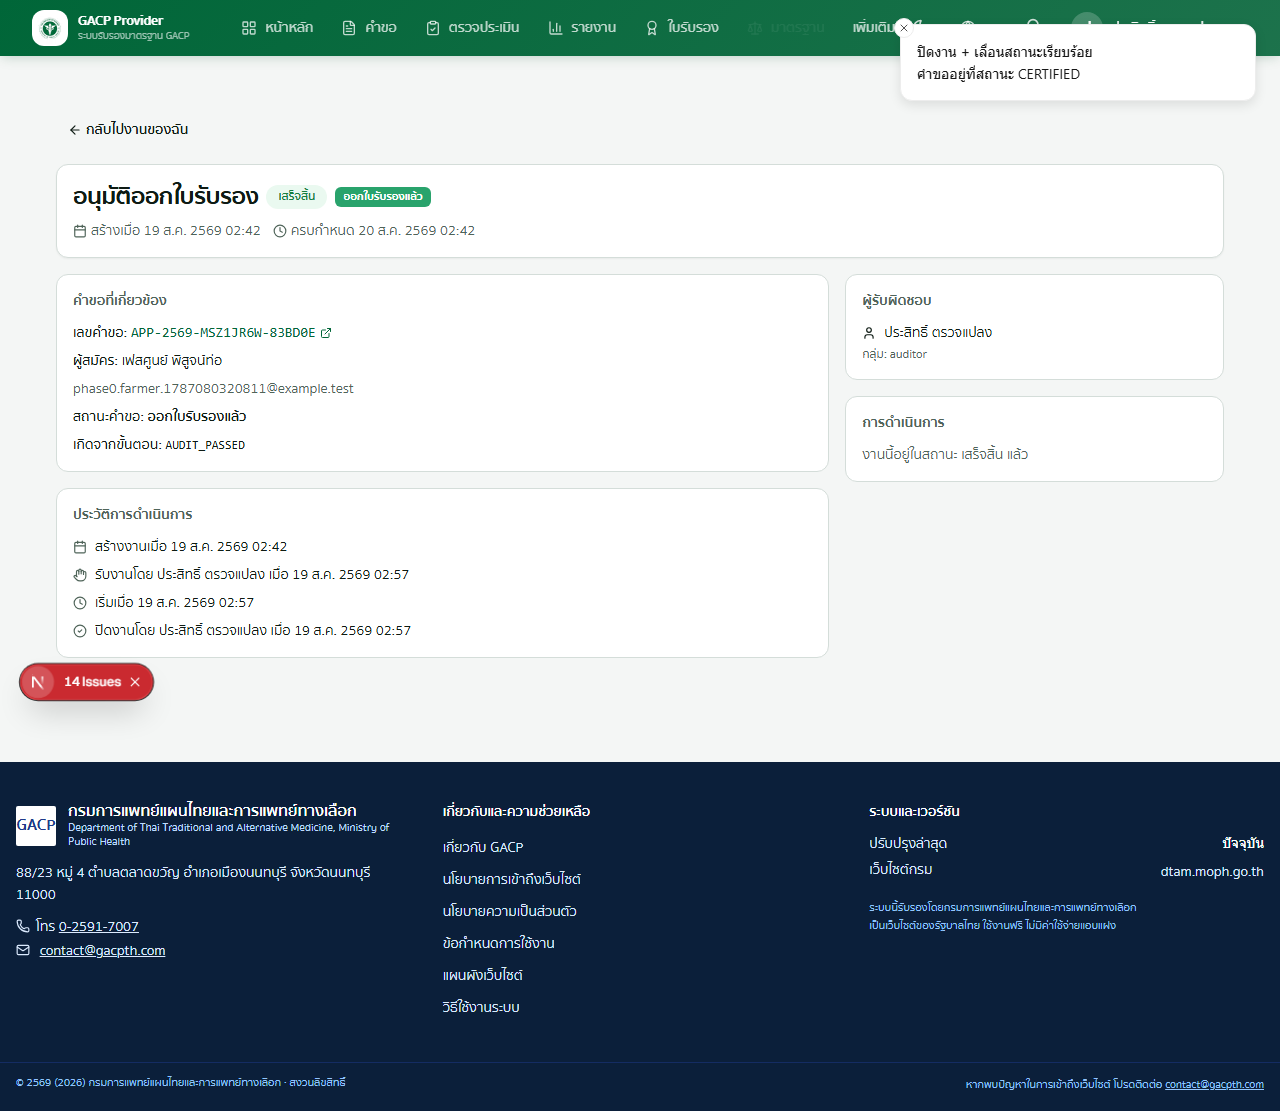 GACP Provider
ระบบรับรองมาตรฐาน GACP
หน้าหลัก
คำขอ
ตรวจประเมิน
รายงาน
ใบรับรอง
มาตรฐาน
เพิ่มเติม
ปิดงาน + เลื่อนสถานะเรียบร้อย
คำขออยู่ที่สถานะ CERTIFIED
กลับไปงานของฉัน
อนุมัติออกใบรับรอง
เสร็จสิ้น
ออกใบรับรองแล้ว
สร้างเมื่อ 19 ส.ค. 2569 02:42
ครบกำหนด 20 ส.ค. 2569 02:42
คำขอที่เกี่ยวข้อง
เลขคำขอ: APP-2569-MSZ1JR6W-83BD0E
ผู้สมัคร: เฟสศูนย์ พิสูจน์ท่อ
phase0.farmer.1787080320811@example.test
สถานะคำขอ: ออกใบรับรองแล้ว
เกิดจากขั้นตอน: AUDIT_PASSED
ผู้รับผิดชอบ
ประสิทธิ์ ตรวจแปลง
กลุ่ม: auditor
การดำเนินการ
งานนี้อยู่ในสถานะ เสร็จสิ้น แล้ว
ประวัติการดำเนินการ
สร้างงานเมื่อ 19 ส.ค. 2569 02:42
รับงานโดย ประสิทธิ์ ตรวจแปลง เมื่อ 19 ส.ค. 2569 02:57
เริ่มเมื่อ 19 ส.ค. 2569 02:57
ปิดงานโดย ประสิทธิ์ ตรวจแปลง เมื่อ 19 ส.ค. 2569 02:57
N 14 Issues
GACP
กรมการแพทย์แผนไทยและการแพทย์ทางเลือก
Department of Thai Traditional and Alternative Medicine, Ministry of
Public Health
88/23 หมู่ 4 ตำบลตลาดขวัญ อำเภอเมืองนนทบุรี จังหวัดนนทบุรี
11000
โทร 0-2591-7007
contact@gacpth.com
เกี่ยวกับและความช่วยเหลือ
เกี่ยวกับ GACP
นโยบายการเข้าถึงเว็บไซต์
นโยบายความเป็นส่วนตัว
ข้อกำหนดการใช้งาน
แผนผังเว็บไซต์
วิธีใช้งานระบบ
ระบบและเวอร์ชัน
ปรับปรุงล่าสุด
ปัจจุบัน
เว็บไซต์กรม
dtam.moph.go.th
ระบบนี้รับรองโดยกรมการแพทย์แผนไทยและการแพทย์ทางเลือก
เป็นเว็บไซต์ของรัฐบาลไทย ใช้งานฟรี ไม่มีค่าใช้จ่ายแอบแฝง
© 2569 (2026) กรมการแพทย์แผนไทยและการแพทย์ทางเลือก · สงวนลิขสิทธิ์
หากพบปัญหาในการเข้าถึงเว็บไซต์ โปรดติดต่อ contact@gacpth.com